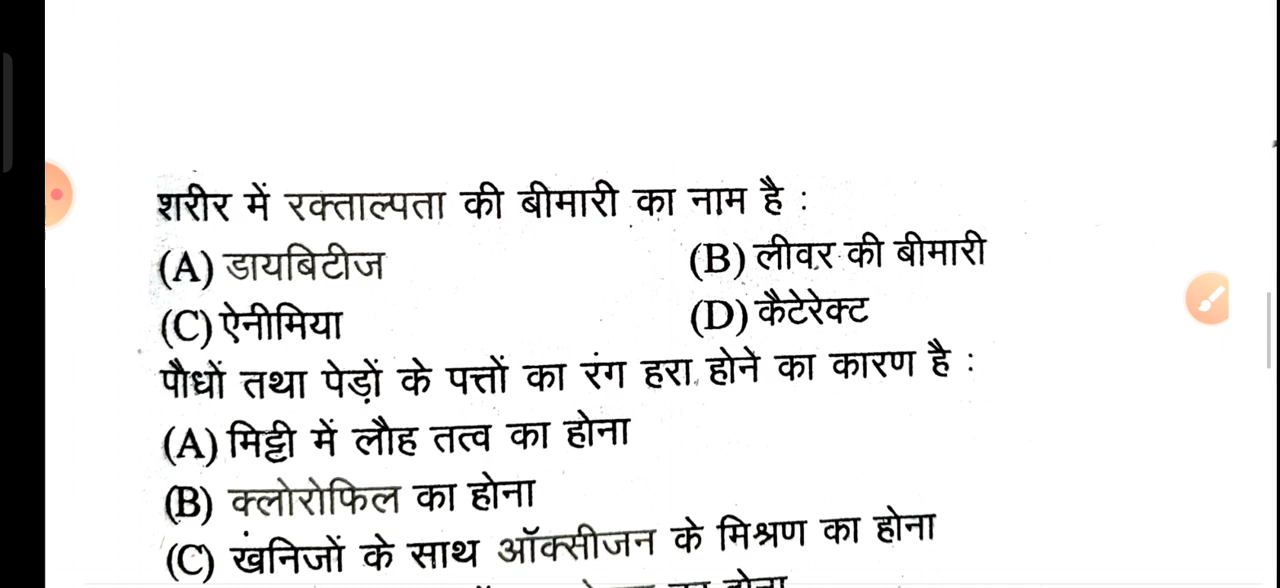 शरीर में रक्ताल्पता की बीमारी का नाम है :
(A) डायबिटीज (B) लीवर की बीमारी
(C) ऐनीमिया (D) कैटेरेक्ट
पौधों तथा पेड़ों के पत्तों का रंग हरा होने का कारण है :
(A) मिट्टी में लौह तत्व का होना
(B) क्लोरोफिल का होना
(C) खनिजों के साथ ऑक्सीजन के मिश्रण का होना